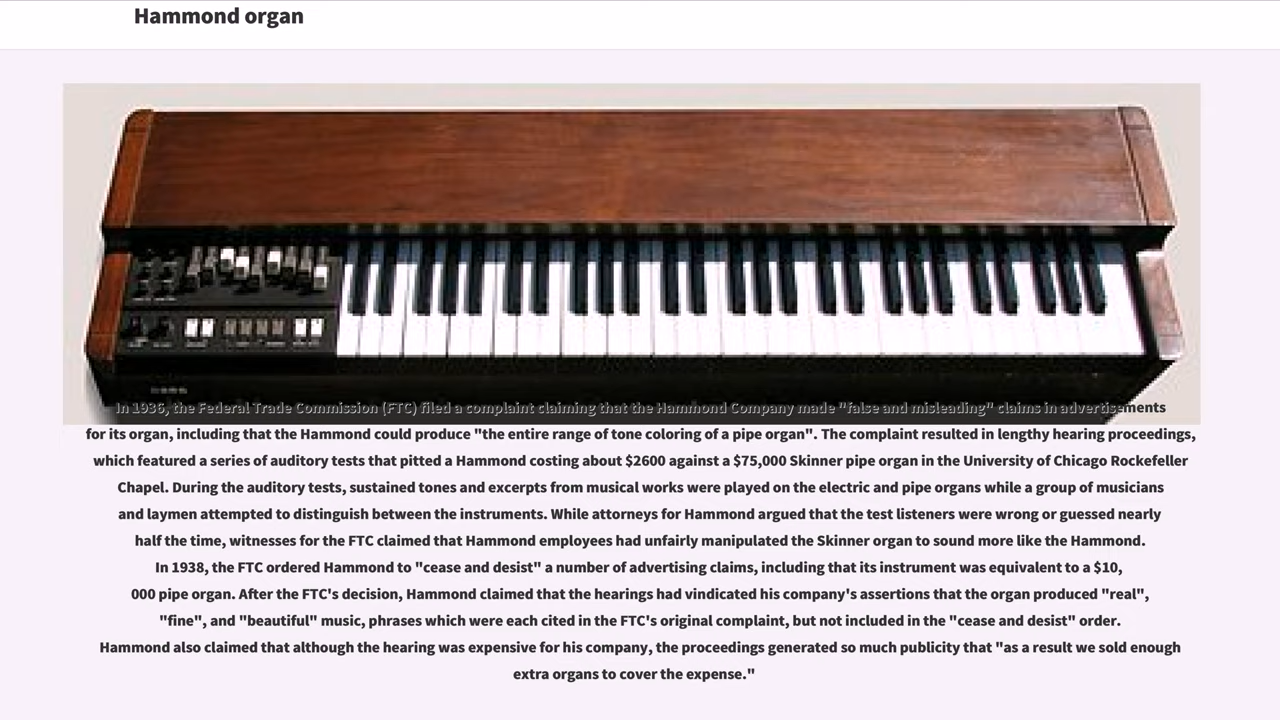 Hammond organ
In 1936, the Federal Trade Commission (FTC) filed a complaint claiming that the Hammond Company made "false and misleading" claims in advertisements
for its organ, including that the Hammond could produce "the entire range of tone coloring of a pipe organ". The complaint resulted in lengthy hearing proceedings,
which featured a series of auditory tests that pitted a Hammond costing about $2600 against a $75,000 Skinner pipe organ in the University of Chicago Rockefeller
Chapel. During the auditory tests, sustained tones and excerpts from musical works were played on the electric and pipe organs while a group of musicians
and laymen attempted to distinguish between the instruments. While attorneys for Hammond argued that the test listeners were wrong or guessed nearly
half the time, witnesses for the FTC claimed that Hammond employees had unfairly manipulated the Skinner organ to sound more like the Hammond.
In 1938, the FTC ordered Hammond to "cease and desist" a number of advertising claims, including that its instrument was equivalent to a $10,
000 pipe organ. After the FTC's decision, Hammond claimed that the hearings had vindicated his company's assertions that the organ produced "real",
"fine", and "beautiful" music, phrases which were each cited in the FTC's original complaint, but not included in the "cease and desist" order.
Hammond also claimed that although the hearing was expensive for his company, the proceedings generated so much publicity that "as a result we sold enough
extra organs to cover the expense."